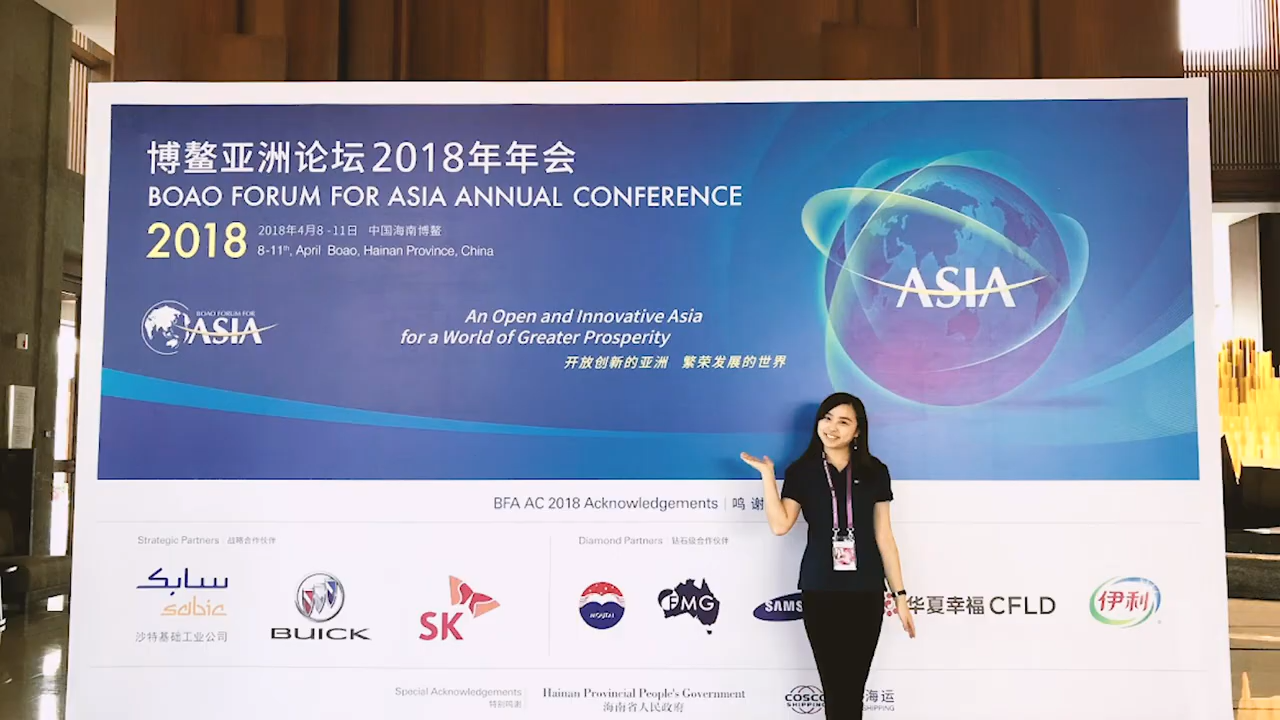 博鳌亚洲论坛2018年年会
BOAO FORUM FOR ASIA ANNUAL CONFERENCE
2018
2018年4月8-11日 中国海南博鳌
8-11th, April Boao, Hainan Province, China
ASIA
BOAO FORUM FOR
ASIA
An Open and Innovative Asia
for a World of Greater Prosperity
开放创新的亚洲 繁荣发展的世界
BFA AC 2018 Acknowledgements | 鸣 谢
Strategic Partners | 战略合作伙伴
Diamond Partners | 钻石级合作伙伴
سابك
sabic
沙特基础工业公司
BUICK
SK
MOUTAI
FMG
SAMS
华夏幸福 CFLD
伊利
Special Acknowledgements
特别鸣谢
Hainan Provincial People's Government
海南省人民政府
COSCO
SHIPPING
海运
SHIPPING